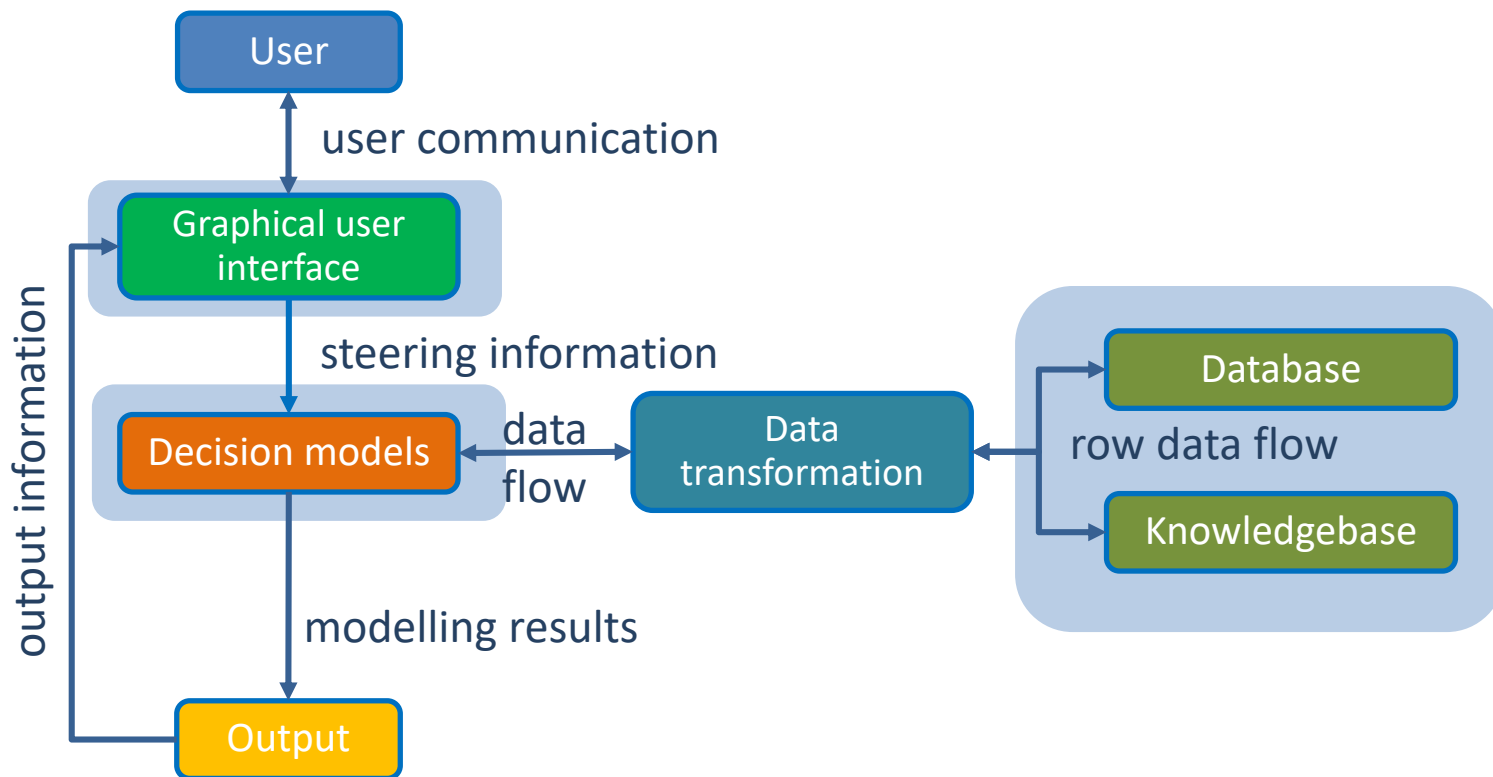 User
user communication
Graphical user
interface
steering information
output information
Decision models
data
flow
Data
transformation
Database
row data flow
Knowledgebase
modelling results
Output